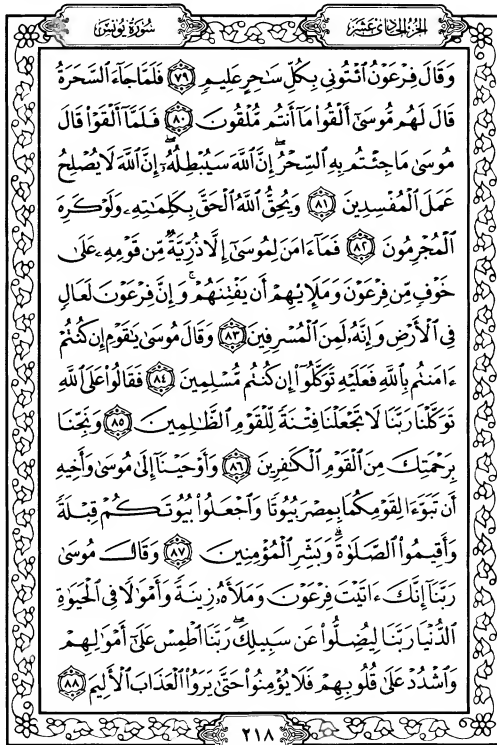 الجزء الحادي عشر
سورة يونس
وَقَالَ فِرْعَوْنُ ٱئْتُونِى بِكُلِّ سَٰحِرٍ عَلِيمٍ ٧٩ فَلَمَّا جَآءَ ٱلسَّحَرَةُ
قَالَ لَهُم مُّوسَىٰٓ أَلْقُوا۟ مَآ أَنتُم مُّلْقُونَ ٨٠ فَلَمَّآ أَلْقَوْا۟ قَالَ
مُوسَىٰ مَا جِئْتُم بِهِ ٱلسِّحْرُ ۖ إِنَّ ٱللَّهَ سَيُبْطِلُهُۥٓ ۖ إِنَّ ٱللَّهَ لَا يُصْلِحُ
عَمَلَ ٱلْمُفْسِدِينَ ٨١ وَيُحِقُّ ٱللَّهُ ٱلْحَقَّ بِكَلِمَٰتِهِۦ وَلَوْ كَرِهَ
ٱلْمُجْرِمُونَ ٨٢ فَمَآ ءَامَنَ لِمُوسَىٰٓ إِلَّا ذُرِّيَّةٌ مِّن قَوْمِهِۦ عَلَىٰ
خَوْفٍ مِّن فِرْعَوْنَ وَمَلَإِي۟هِمْ أَن يَفْتِنَهُمْ ۚ وَإِنَّ فِرْعَوْنَ لَعَالٍ
فِى ٱلْأَرْضِ وَإِنَّهُۥ لَمِنَ ٱلْمُسْرِفِينَ ٨٣ وَقَالَ مُوسَىٰ يَٰقَوْمِ إِن كُنتُمْ
ءَامَنتُم بِٱللَّهِ فَعَلَيْهِ تَوَكَّلُوٓا۟ إِن كُنتُم مُّسْلِمِينَ ٨٤ فَقَالُوا۟ عَلَى ٱللَّهِ
تَوَكَّلْنَا رَبَّنَا لَا تَجْعَلْنَا فِتْنَةً لِّلْقَوْمِ ٱلظَّٰلِمِينَ ٨٥ وَنَجِّنَا
بِرَحْمَتِكَ مِنَ ٱلْقَوْمِ ٱلْكَٰفِرِينَ ٨٦ وَأَوْحَيْنَآ إِلَىٰ مُوسَىٰ وَأَخِيهِ
أَن تَبَوَّءَا لِقَوْمِكُمَا بِمِصْرَ بُيُوتًا وَٱجْعَلُوا۟ بُيُوتَكُمْ قِبْلَةً
وَأَقِيمُوا۟ ٱلصَّلَوٰةَ ۗ وَبَشِّرِ ٱلْمُؤْمِنِينَ ٨٧ وَقَالَ مُوسَىٰ
رَبَّنَآ إِنَّكَ ءَاتَيْتَ فِرْعَوْنَ وَمَلَأَهُۥ زِينَةً وَأَمْوَٰلًا فِى ٱلْحَيَوٰةِ
ٱلدُّنْيَا رَبَّنَا لِيُضِلُّوا۟ عَن سَبِيلِكَ ۖ رَبَّنَا ٱطْمِسْ عَلَىٰٓ أَمْوَٰلِهِمْ
وَٱشْدُدْ عَلَىٰ قُلُوبِهِمْ فَلَا يُؤْمِنُوا۟ حَتَّىٰ يَرَوُا۟ ٱلْعَذَابَ ٱلْأَلِيمَ ٨٨
٢١٨